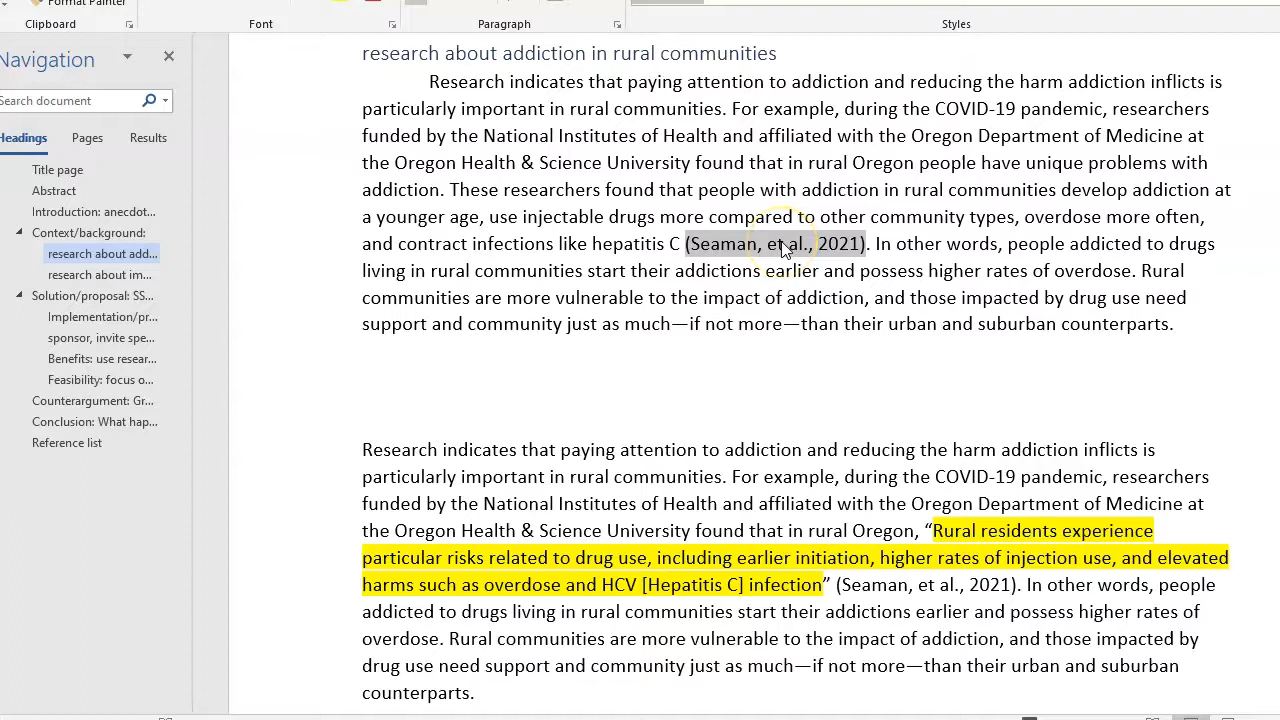 Format Painter
Clipboard
Font
Paragraph
Styles
Navigation
Search document
Headings
Pages
Results
Title page
Abstract
Introduction: anecdot...
Context/background:
research about add...
research about im...
Solution/proposal: SS...
Implementation/pr...
sponsor, invite spe...
Benefits: use resear...
Feasibility: focus o...
Counterargument: Gr...
Conclusion: What hap...
Reference list
research about addiction in rural communities
Research indicates that paying attention to addiction and reducing the harm addiction inflicts is
particularly important in rural communities. For example, during the COVID-19 pandemic, researchers
funded by the National Institutes of Health and affiliated with the Oregon Department of Medicine at
the Oregon Health & Science University found that in rural Oregon people have unique problems with
addiction. These researchers found that people with addiction in rural communities develop addiction at
a younger age, use injectable drugs more compared to other community types, overdose more often,
and contract infections like hepatitis C (Seaman, et al., 2021). In other words, people addicted to drugs
living in rural communities start their addictions earlier and possess higher rates of overdose. Rural
communities are more vulnerable to the impact of addiction, and those impacted by drug use need
support and community just as much—if not more—than their urban and suburban counterparts.
Research indicates that paying attention to addiction and reducing the harm addiction inflicts is
particularly important in rural communities. For example, during the COVID-19 pandemic, researchers
funded by the National Institutes of Health and affiliated with the Oregon Department of Medicine at
the Oregon Health & Science University found that in rural Oregon, “Rural residents experience
particular risks related to drug use, including earlier initiation, higher rates of injection use, and elevated
harms such as overdose and HCV [Hepatitis C] infection” (Seaman, et al., 2021). In other words, people
addicted to drugs living in rural communities start their addictions earlier and possess higher rates of
overdose. Rural communities are more vulnerable to the impact of addiction, and those impacted by
drug use need support and community just as much—if not more—than their urban and suburban
counterparts.